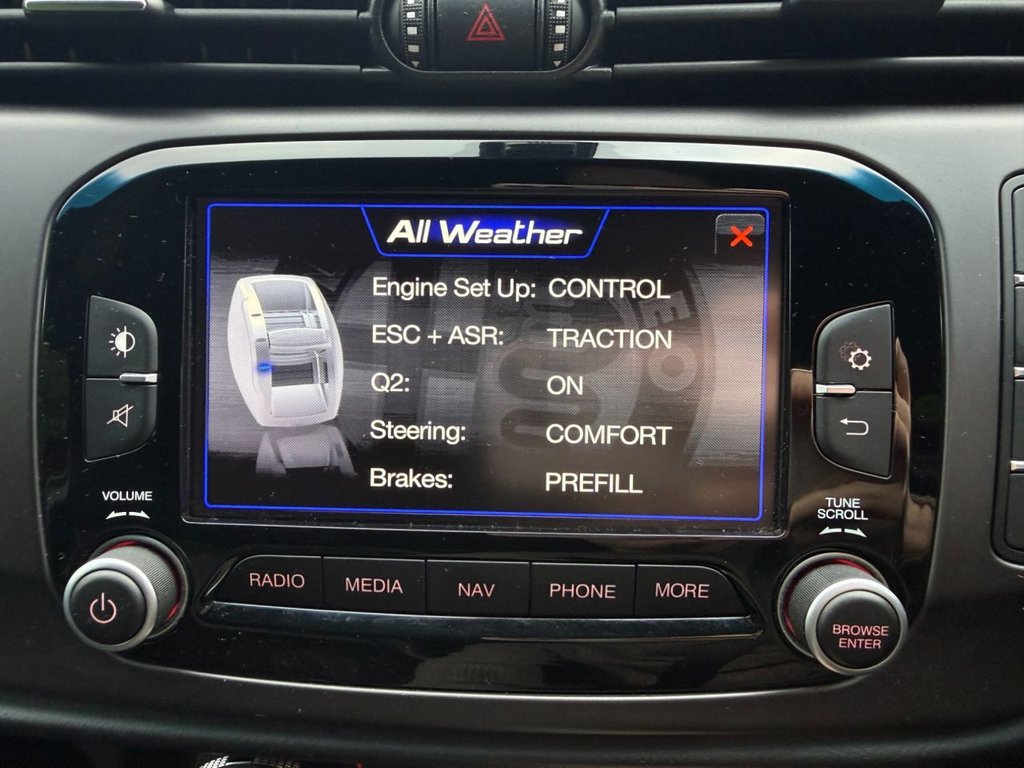 All Weather
Engine Set Up: CONTROL
ESC + ASR: TRACTION
Q2: ON
Steering: COMFORT
Brakes: PREFILL
VOLUME
TUNE
SCROLL
RADIO MEDIA NAV PHONE MORE
BROWSE
ENTER